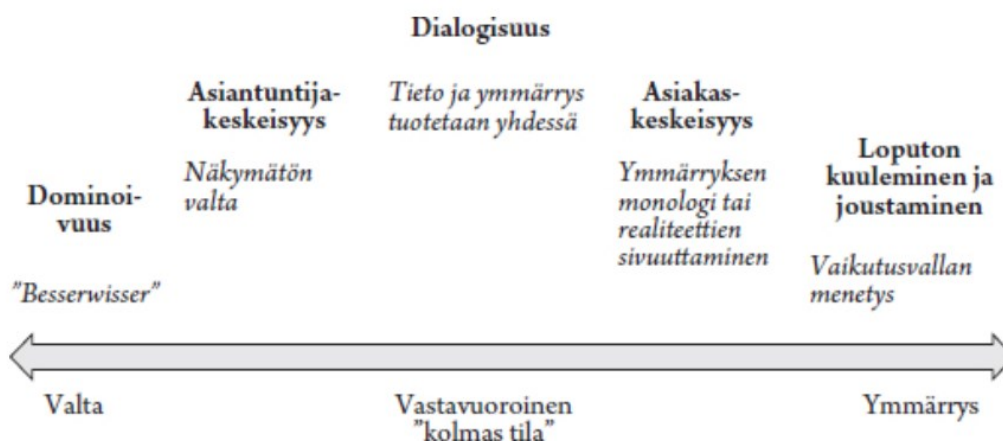 Dialogisuus
Dominoi-
vuus
"Besserwisser"
Asiantuntija-
keskeisyys
Näkymätön
valta
Tieto ja ymmärrys
tuotetaan yhdessä
Asiakas-
keskeisyys
Ymmärryksen
monologi tai
realiteettien
sivuuttaminen
Loputon
kuuleminen ja
joustaminen
Vaikutusvallan
menetys
Valta
Vastavuoroinen
"kolmas tila"
Ymmärrys